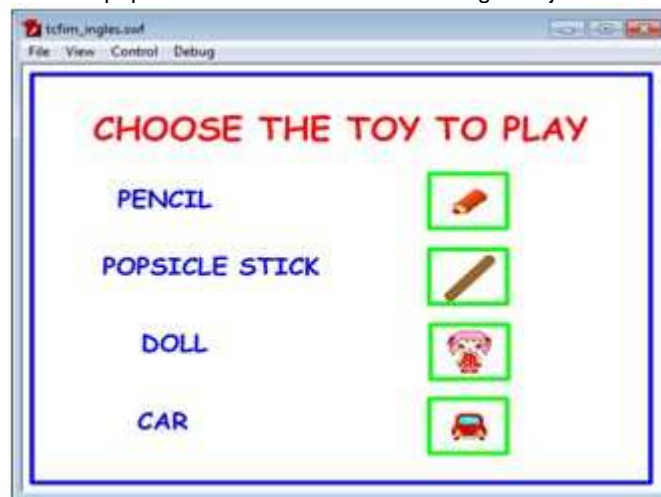 tcfim_ingles.swf
File View Control Debug
CHOOSE THE TOY TO PLAY
PENCIL
POPSICLE STICK
DOLL
CAR